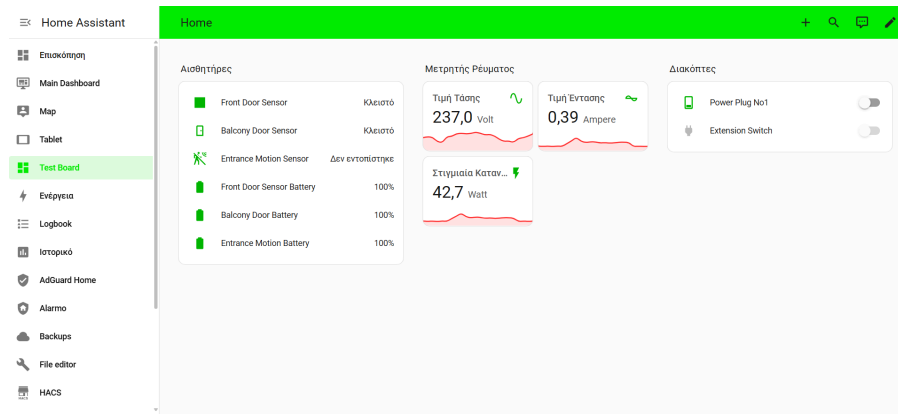 Home Assistant
Home
Επισκόπηση
Main Dashboard
Map
Tablet
Test Board
Ενέργεια
Logbook
Ιστορικό
AdGuard Home
Alarmo
Backups
File editor
HACS
Αισθητήρες
Front Door Sensor Κλειστό
Balcony Door Sensor Κλειστό
Entrance Motion Sensor Δεν εντοπίστηκε
Front Door Sensor Battery 100%
Balcony Door Battery 100%
Entrance Motion Battery 100%
Μετρητής Ρέυματος
Τιμή Τάσης
237,0 Volt
Τιμή Έντασης
0,39 Ampere
Στιγμιαία Καταν...
42,7 Watt
Διακόπτες
Power Plug No1
Extension Switch